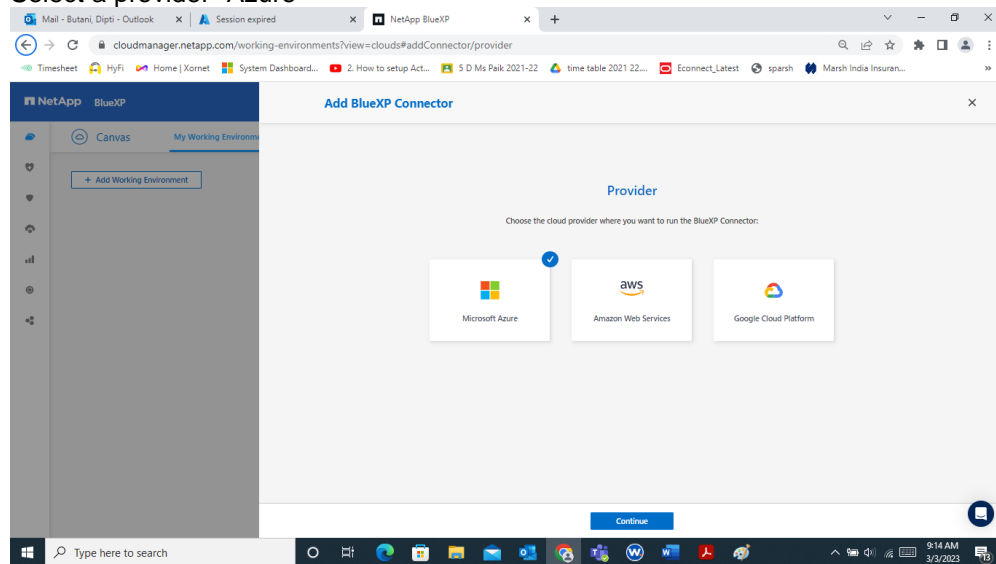 Select a provider- Azure
Mail - Butani, Dipti - Outlook
Session expired
NetApp BlueXP
cloudmanager.netapp.com/working-environments?view=clouds#addConnector/provider
Timesheet
HyFi
Home | Xornet
System Dashboard...
2. How to setup Act...
5 D Ms Paik 2021-22
time table 2021 22....
Econnect_Latest
sparsh
Marsh India Insuran...
»
NetApp BlueXP
Add BlueXP Connector
Canvas
My Working Environm
+ Add Working Environment
Provider
Choose the cloud provider where you want to run the BlueXP Connector:
aws
Microsoft Azure
Amazon Web Services
Google Cloud Platform
Continue
Type here to search
9:14 AM
3/3/2023
13